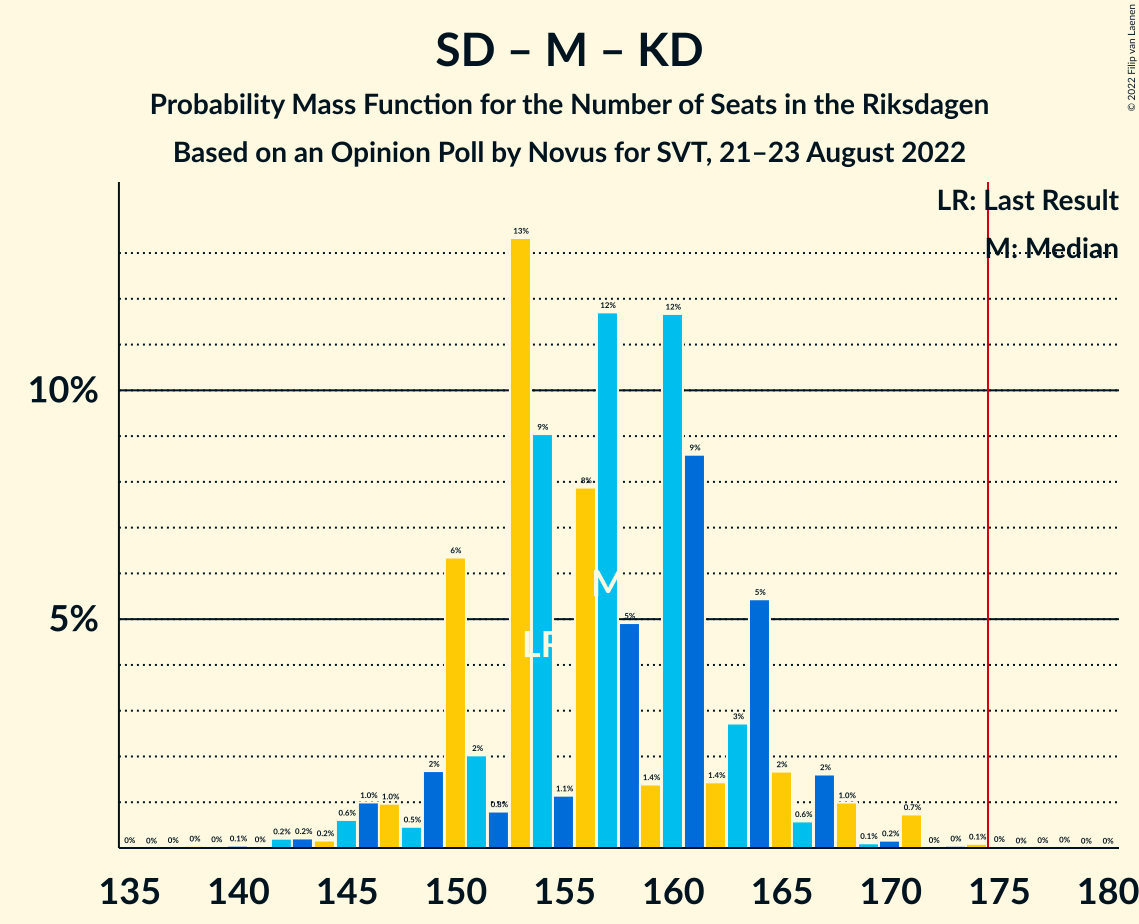 SD – M – KD
Probability Mass Function for the Number of Seats in the Riksdagen
Based on an Opinion Poll by Novus for SVT, 21–23 August 2022
© 2022 Filip van Laenen
LR: Last Result
M: Median
10%
5%
0% 0% 0% 0% 0% 0.1% 0% 0.2% 0.2% 0.2% 0.6% 1.0% 1.0% 0.5% 2% 6% 2% 0.8% 13% 9% 1.1% 8% 12% 5% 1.4% 12% 9% 1.4% 3% 5% 2% 0.6% 2% 1.0% 0.1% 0.2% 0.7% 0% 0% 0.1% 0% 0% 0% 0% 0% 0%
M
LR
135 140 145 150 155 160 165 170 175 180